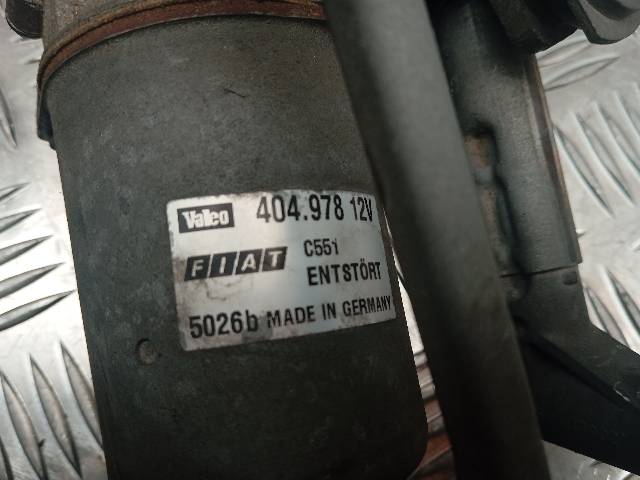 Valeo 404.978 12V
FIAT C551
ENTSTÖRT
5026b MADE IN GERMANY